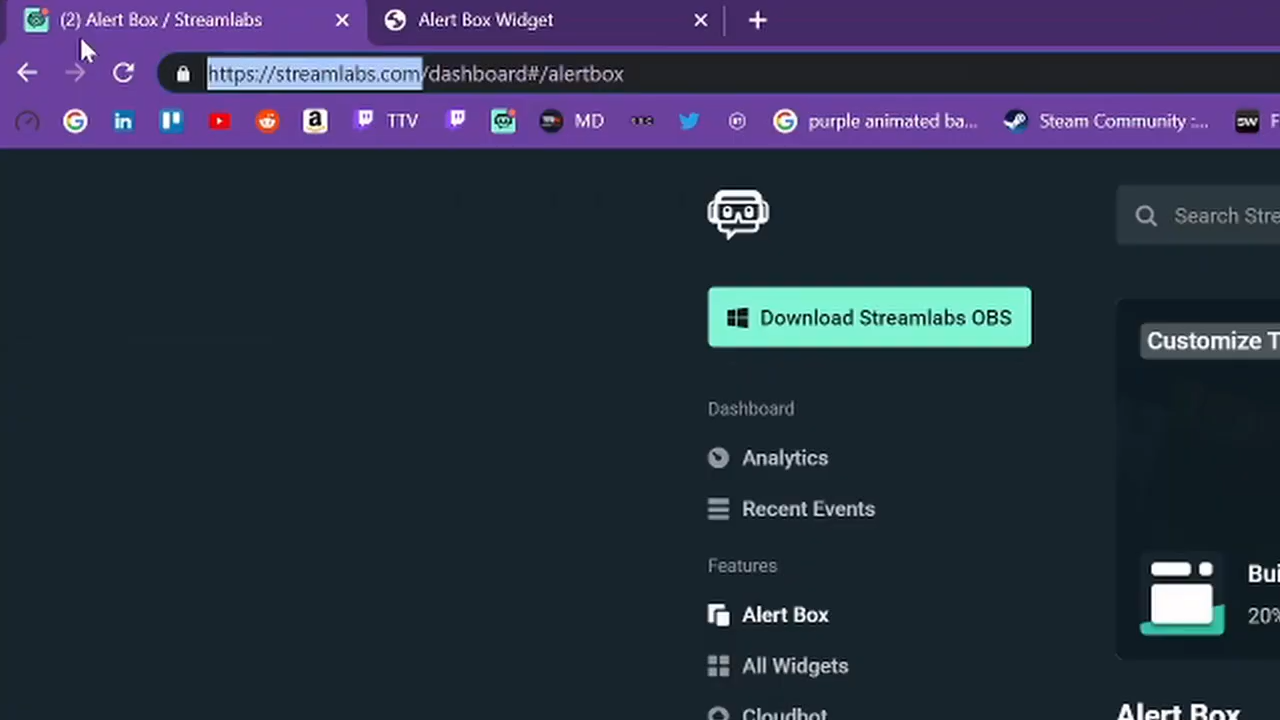 (2) Alert Box / Streamlabs
Alert Box Widget
https://streamlabs.com/dashboard#/alertbox
TTV
MD
purple animated ba...
Steam Community :...
SW
F
Search Stre
Download Streamlabs OBS
Customize T
Dashboard
Analytics
Recent Events
Features
Bui
20%
Alert Box
All Widgets
Cloudbot
Alert Box